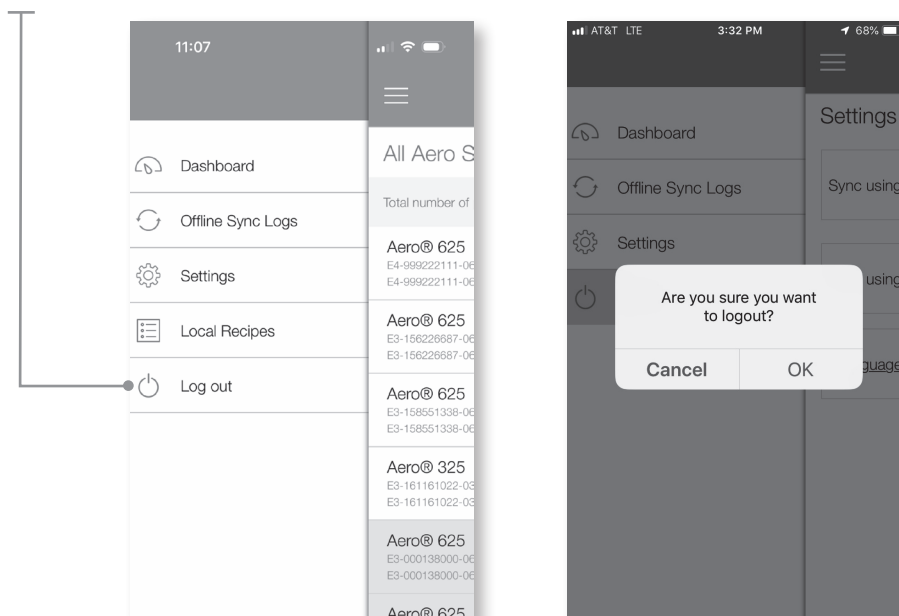 11:07
Dashboard
Offline Sync Logs
Settings
Local Recipes
Log out
All Aero S
Total number of
Aero® 625
E4-999222111-06
E4-999222111-06
Aero® 625
E3-156226687-06
E3-156226687-06
Aero® 625
E3-158551338-06
E3-158551338-06
Aero® 325
E3-161161022-03
E3-161161022-03
Aero® 625
E3-000138000-06
E3-000138000-06
Aero® 625
AT&T LTE 3:32 PM 68%
Dashboard
Offline Sync Logs
Settings
Settings
Sync using
using
guage
Are you sure you want
to logout?
Cancel OK